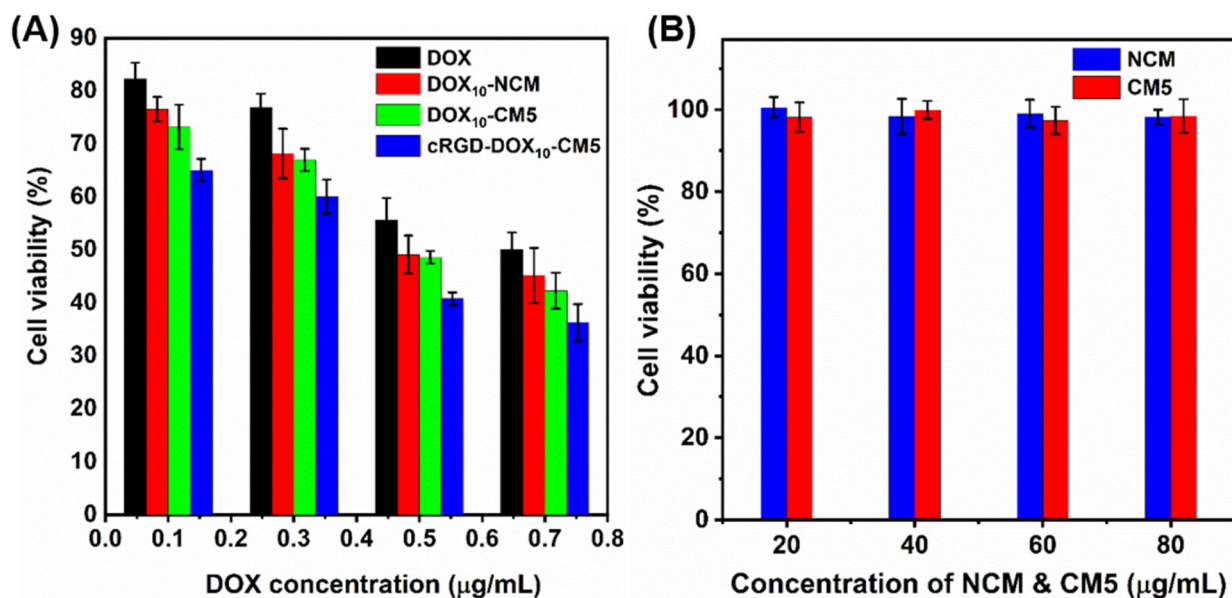 (A)
Cell viability (%)
90
80
70
60
50
40
30
20
10
0
0.0 0.1 0.2 0.3 0.4 0.5 0.6 0.7 0.8
DOX concentration (μg/mL)
DOX
DOX₁₀-NCM
DOX₁₀-CM5
cRGD-DOX₁₀-CM5
(B)
Cell viability (%)
100
80
60
40
20
0
20 40 60 80
Concentration of NCM & CM5 (μg/mL)
NCM
CM5